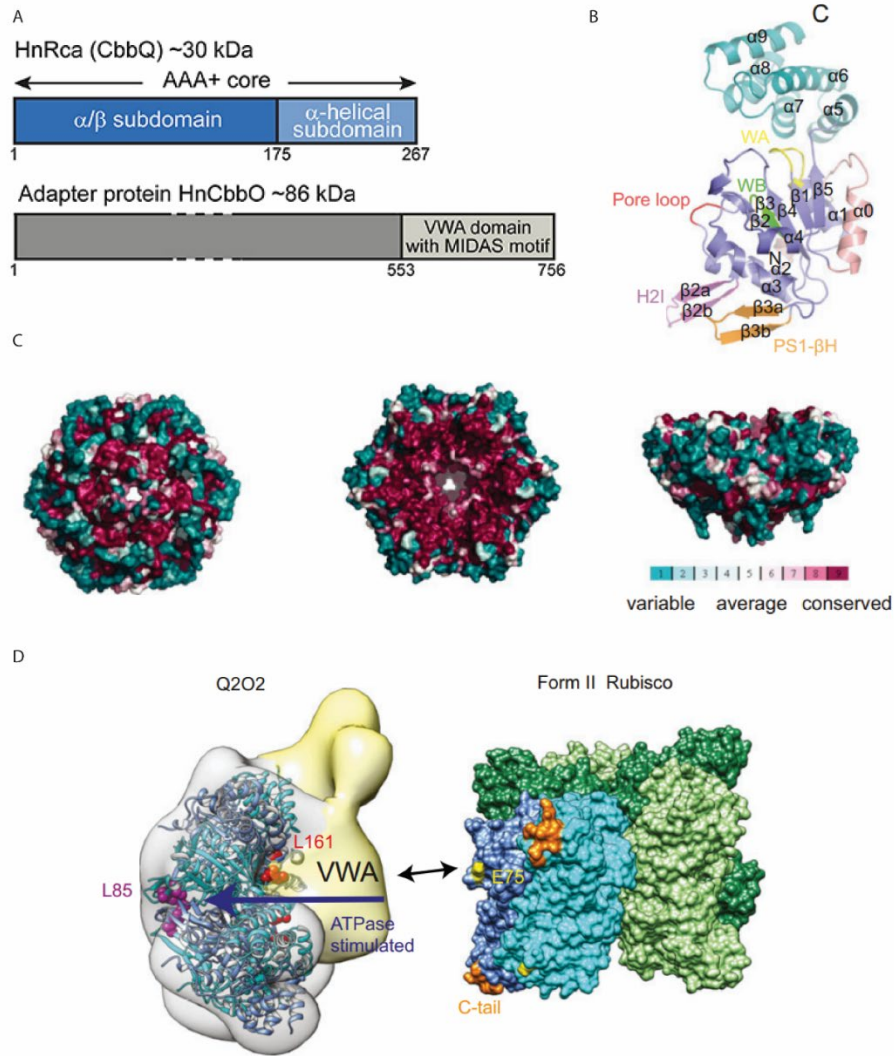 A
HnRca (CbbQ) ~30 kDa
AAA+ core
α/β subdomain
α-helical
subdomain
1
175
267
Adapter protein HnCbbO ~86 kDa
VWA domain
with MIDAS motif
1
553
756
B
C
α9
α8
α6
α7
α5
WA
WB
β1
β5
β3
β4
β2
α1
α0
Pore loop
α4
N
α2
α3
H2I
β2a
β2b
β3a
β3b
PS1-βH
C
1 2 3 4 5 6 7 8 9
variable average conserved
D
Q2O2
Form II Rubisco
L161
VWA
L85
ATPase
stimulated
E75
C-tail